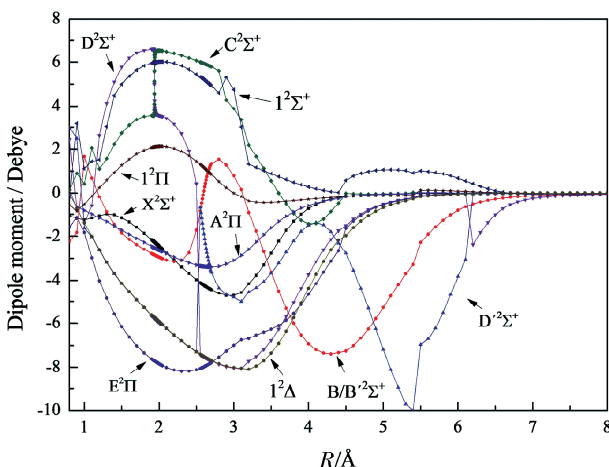 D²Σ⁺
C²Σ⁺
1²Σ⁺
1²Π
X²Σ⁺
A²Π
E²Π
1²Δ
B/B′²Σ⁺
D′²Σ⁺
Dipole moment / Debye
8
6
4
2
0
-2
-4
-6
-8
-10
1 2 3 4 5 6 7 8
R/Å